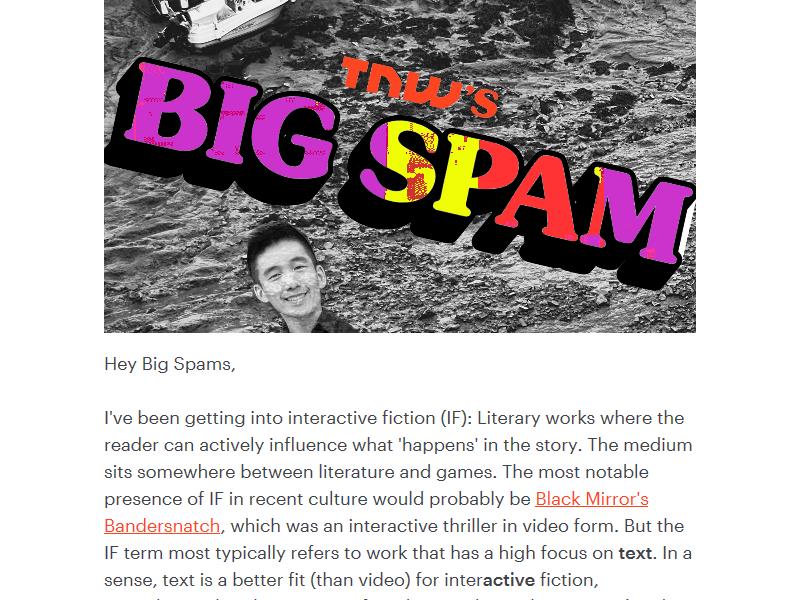 TNW's
BIG SPAM
Hey Big Spams,
I've been getting into interactive fiction (IF): Literary works where the
reader can actively influence what 'happens' in the story. The medium
sits somewhere between literature and games. The most notable
presence of IF in recent culture would probably be Black Mirror's
Bandersnatch, which was an interactive thriller in video form. But the
IF term most typically refers to work that has a high focus on text. In a
sense, text is a better fit (than video) for interactive fiction,